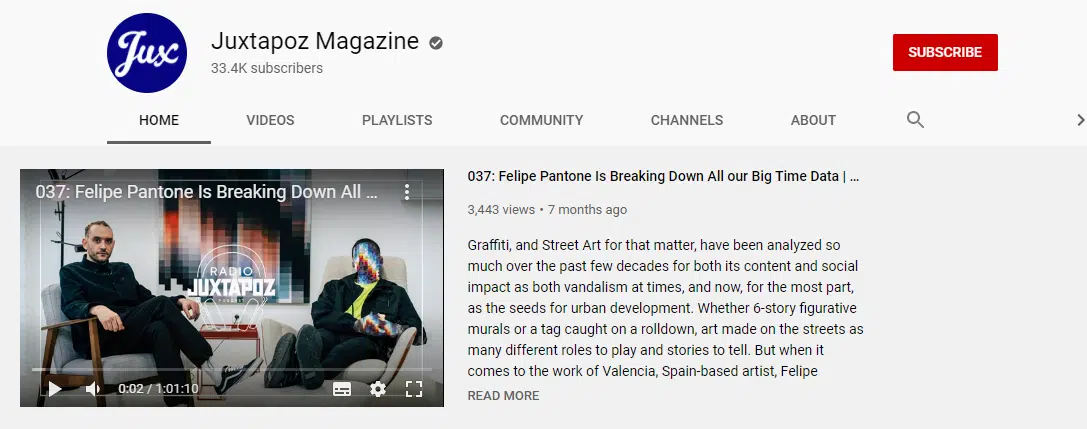 Jux
Juxtapoz Magazine
33.4K subscribers
SUBSCRIBE
HOME VIDEOS PLAYLISTS COMMUNITY CHANNELS ABOUT
037: Felipe Pantone Is Breaking Down All ...
RADIO
JUXTAPOZ
PODCAST
0:02 / 1:01:10
037: Felipe Pantone Is Breaking Down All our Big Time Data | ...
3,443 views • 7 months ago
Graffiti, and Street Art for that matter, have been analyzed so
much over the past few decades for both its content and social
impact as both vandalism at times, and now, for the most part,
as the seeds for urban development. Whether 6-story figurative
murals or a tag caught on a rolldown, art made on the streets as
many different roles to play and stories to tell. But when it
comes to the work of Valencia, Spain-based artist, Felipe
READ MORE